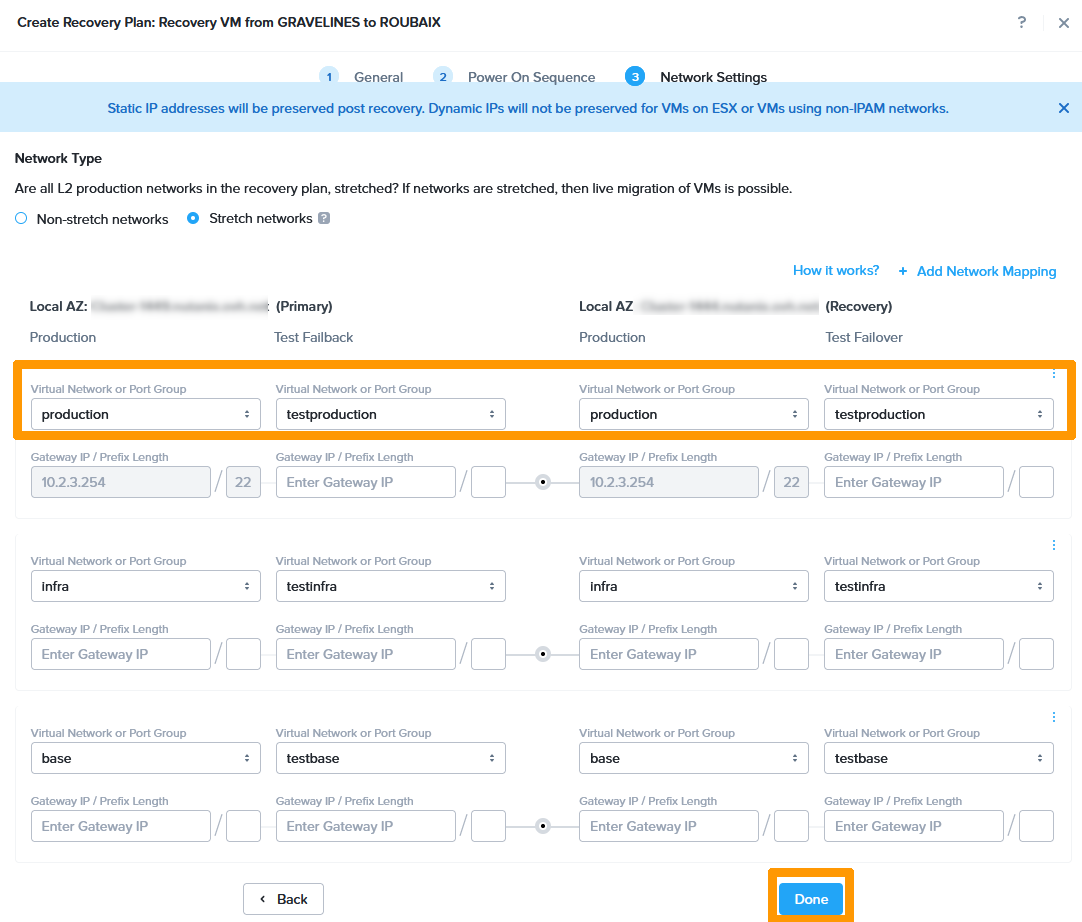 Create Recovery Plan: Recovery VM from GRAVELINES to ROUBAIX ? ×
1 General 2 Power On Sequence 3 Network Settings
Static IP addresses will be preserved post recovery. Dynamic IPs will not be preserved for VMs on ESX or VMs using non-IPAM networks. ×
Network Type
Are all L2 production networks in the recovery plan, stretched? If networks are stretched, then live migration of VMs is possible.
Non-stretch networks Stretch networks ?
How it works? + Add Network Mapping
Local AZ: (Primary) Local AZ (Recovery)
Production Test Failback Production Test Failover
Virtual Network or Port Group Virtual Network or Port Group Virtual Network or Port Group Virtual Network or Port Group
production testproduction production testproduction
Gateway IP / Prefix Length Gateway IP / Prefix Length Gateway IP / Prefix Length Gateway IP / Prefix Length
10.2.3.254 / 22 Enter Gateway IP / 10.2.3.254 / 22 Enter Gateway IP /
Virtual Network or Port Group Virtual Network or Port Group Virtual Network or Port Group Virtual Network or Port Group
infra testinfra infra testinfra
Gateway IP / Prefix Length Gateway IP / Prefix Length Gateway IP / Prefix Length Gateway IP / Prefix Length
Enter Gateway IP / Enter Gateway IP / Enter Gateway IP / Enter Gateway IP /
Virtual Network or Port Group Virtual Network or Port Group Virtual Network or Port Group Virtual Network or Port Group
base testbase base testbase
Gateway IP / Prefix Length Gateway IP / Prefix Length Gateway IP / Prefix Length Gateway IP / Prefix Length
Enter Gateway IP / Enter Gateway IP / Enter Gateway IP / Enter Gateway IP /
‹ Back Done